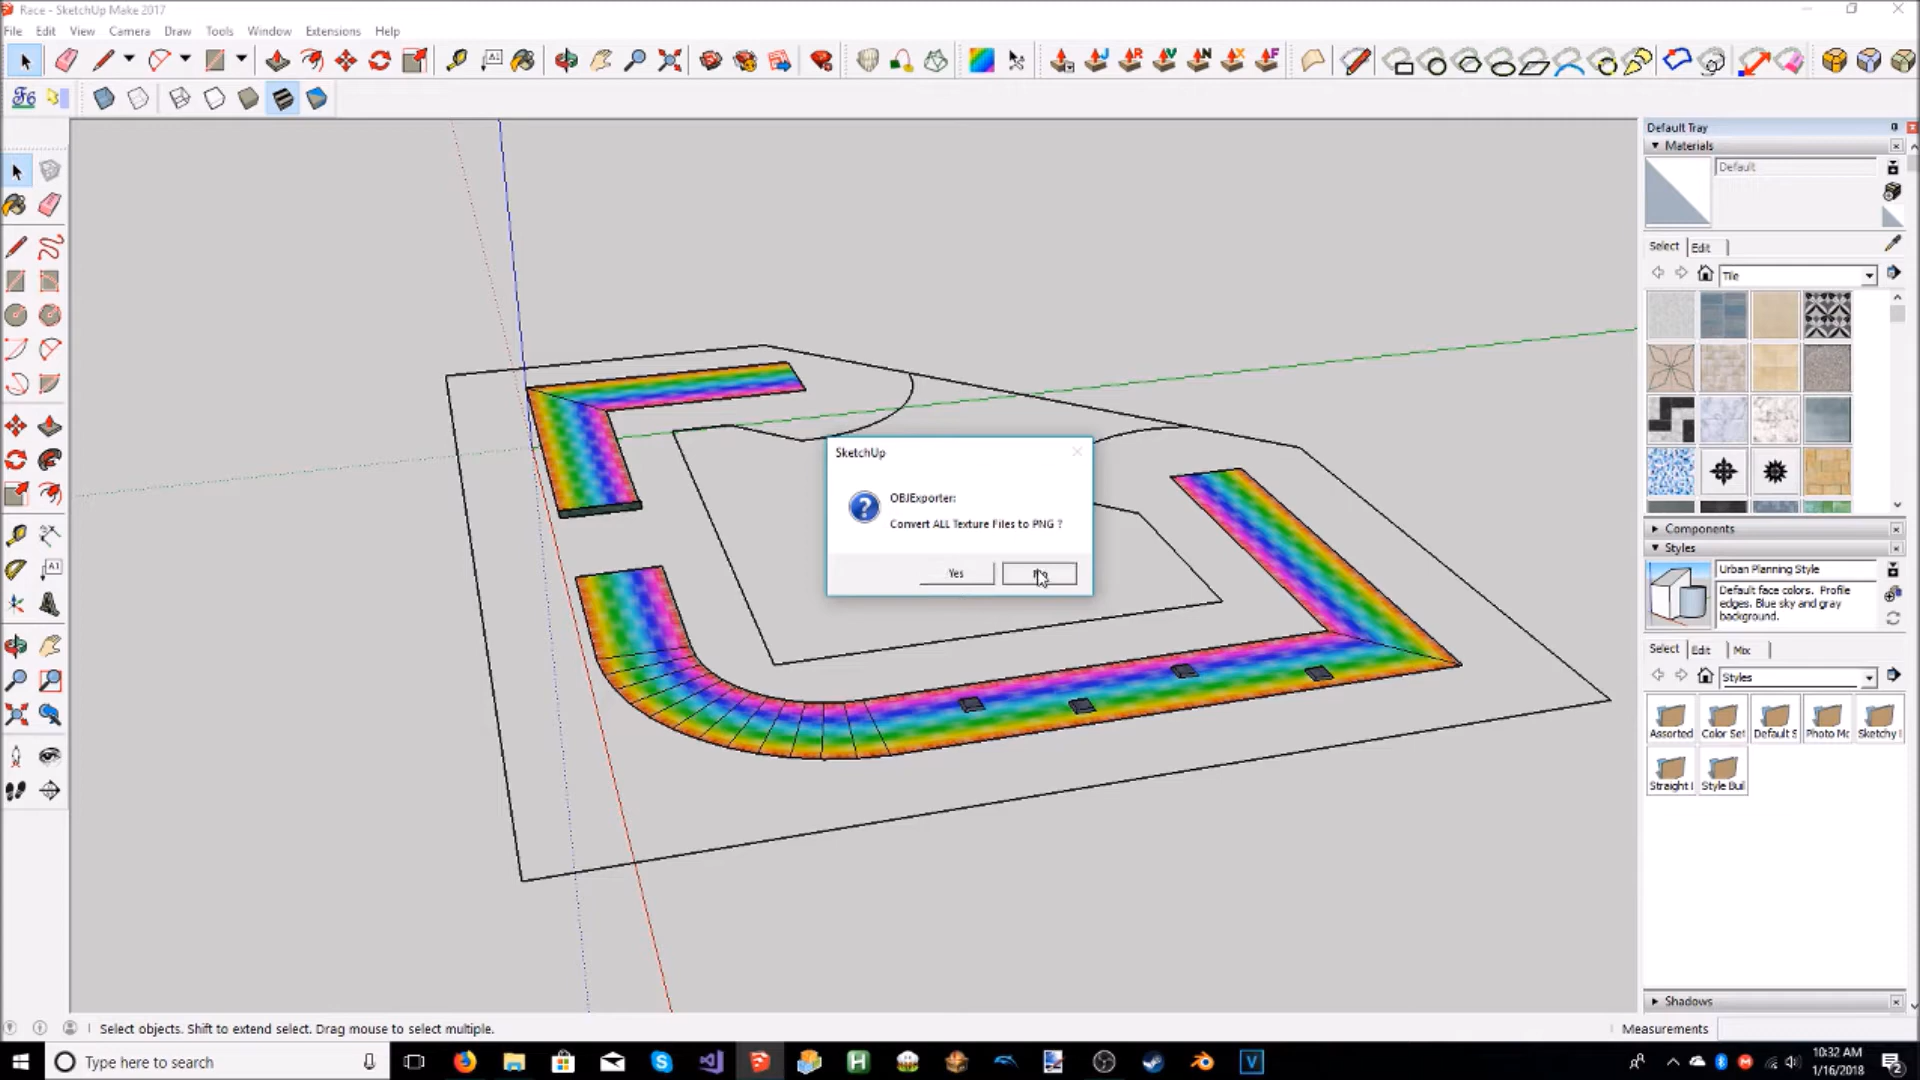 Race - SketchUp Make 2017
File Edit View Camera Draw Tools Window Extensions Help
Default Tray
Materials
Default
Select Edit
Tile
SketchUp
OBJExporter:
Convert ALL Texture Files to PNG ?
Yes
Components
Styles
Urban Planning Style
Default face colors. Profile
edges. Blue sky and gray
background.
Select Edit Mix
Styles
Assorted Color Set Default S Photo Mo Sketchy I
Straight l Style Buil
Shadows
Select objects. Shift to extend select. Drag mouse to select multiple.
Measurements
Type here to search
10:32 AM
1/16/2018